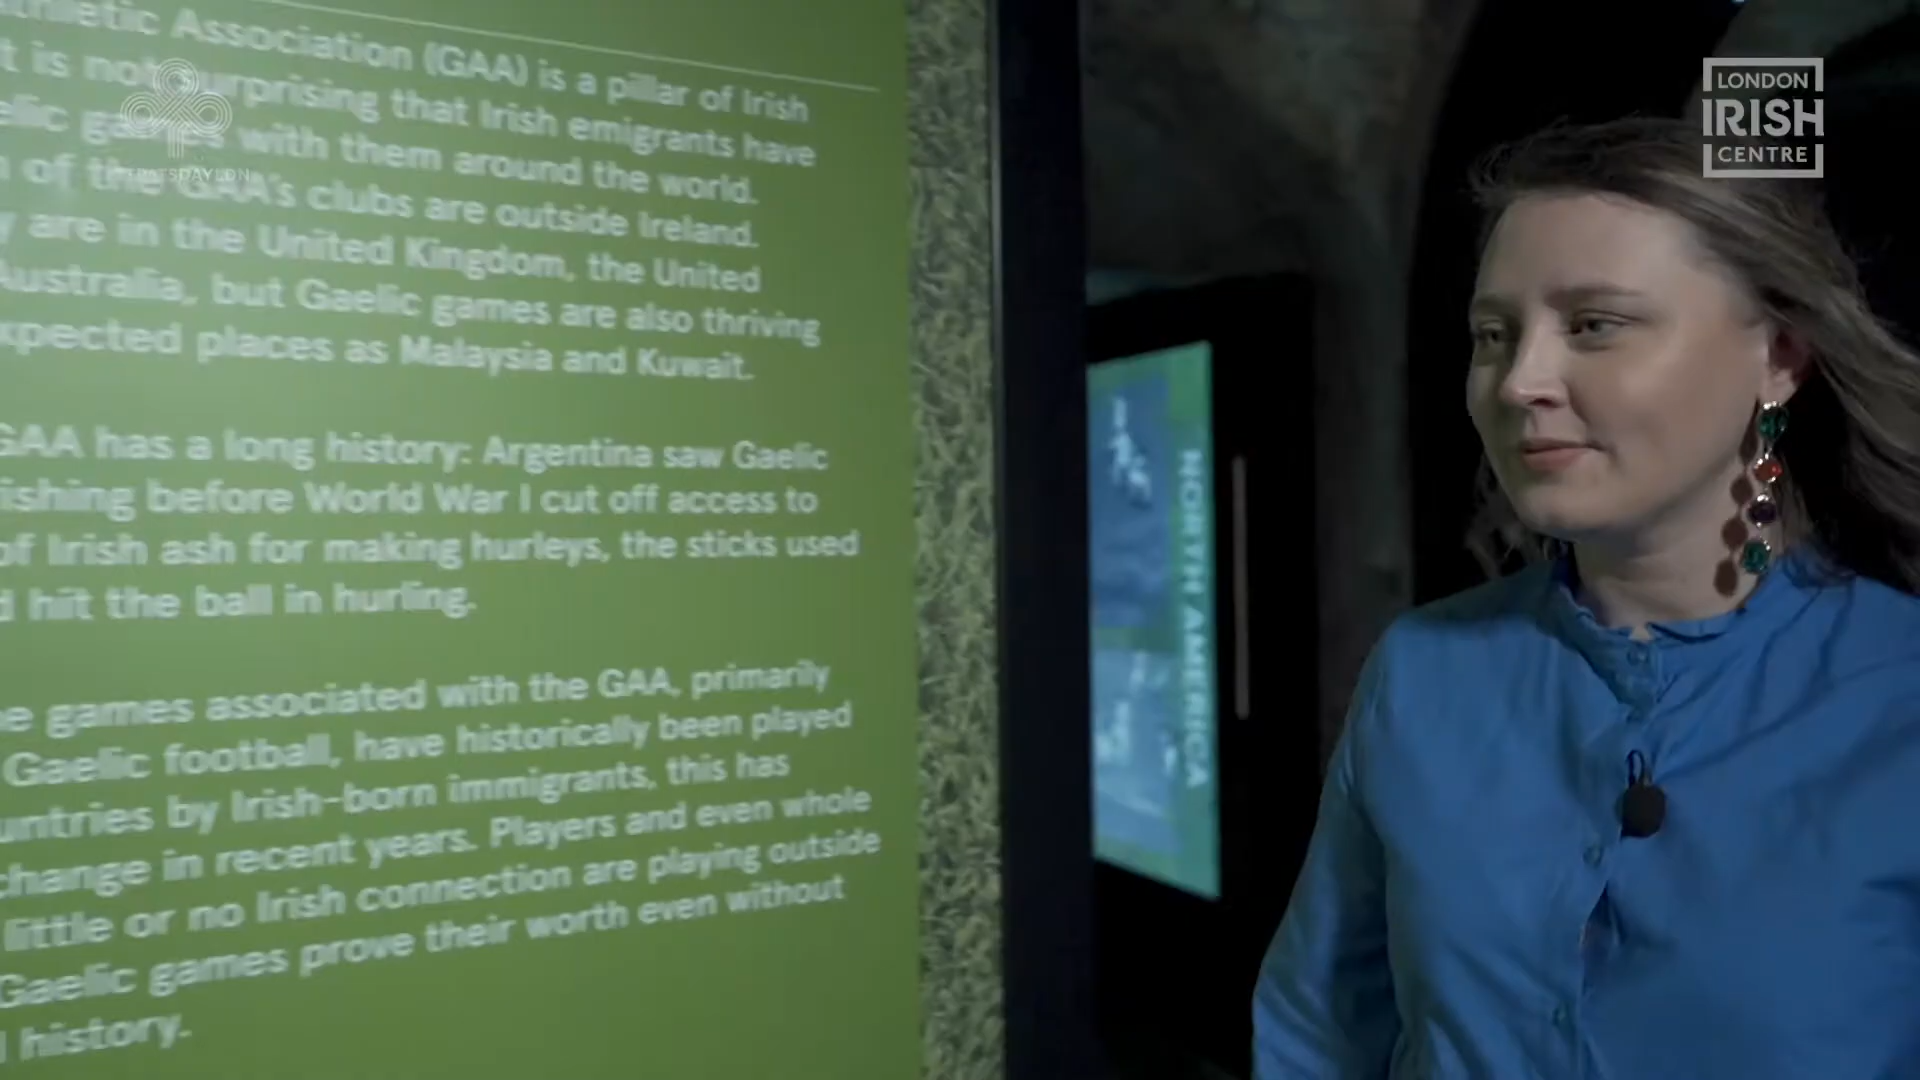 Athletic Association (GAA) is a pillar of Irish
t is not surprising that Irish emigrants have
elic games with them around the world.
of the GAA's clubs are outside Ireland.
y are in the United Kingdom, the United
Australia, but Gaelic games are also thriving
xpected places as Malaysia and Kuwait.
GAA has a long history: Argentina saw Gaelic
rishing before World War I cut off access to
of Irish ash for making hurleys, the sticks used
d hit the ball in hurling.
e games associated with the GAA, primarily
Gaelic football, have historically been played
untries by Irish-born immigrants, this has
change in recent years. Players and even whole
little or no Irish connection are playing outside
Gaelic games prove their worth even without
l history.
NORTH AMERICA
LONDON
IRISH
CENTRE